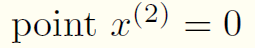 point x^{(2)} = 0